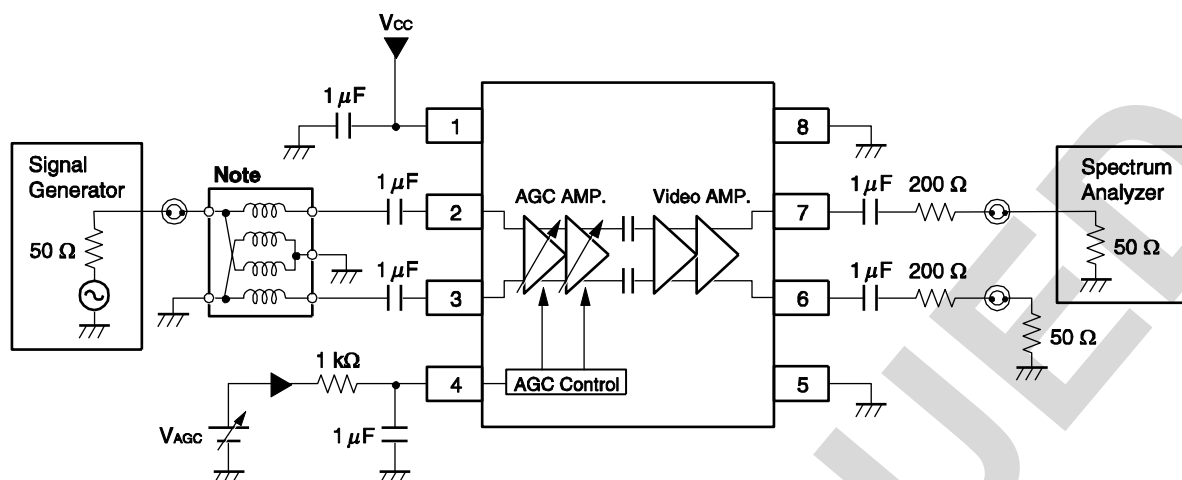 VCC
1 μF
1
8
Signal
Generator
Note
Spectrum
Analyzer
1 μF
2
AGC AMP.
Video AMP.
7
1 μF
200 Ω
50 Ω
50 Ω
1 μF
3
6
1 μF
200 Ω
50 Ω
1 kΩ
4
AGC Control
5
VAGC
1 μF
UED